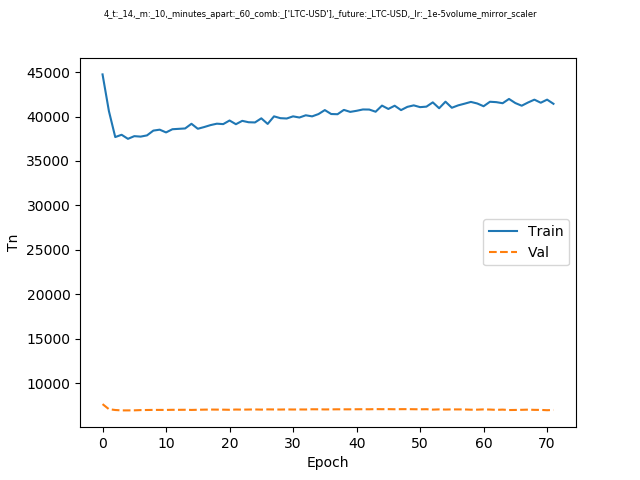 4_t:_14,_m:_10,_minutes_apart:_60_comb:_['LTC-USD'],_future:_LTC-USD,_lr:_1e-5volume_mirror_scaler
45000
40000
35000
30000
25000
20000
15000
10000
Tn
Train
Val
0 10 20 30 40 50 60 70
Epoch